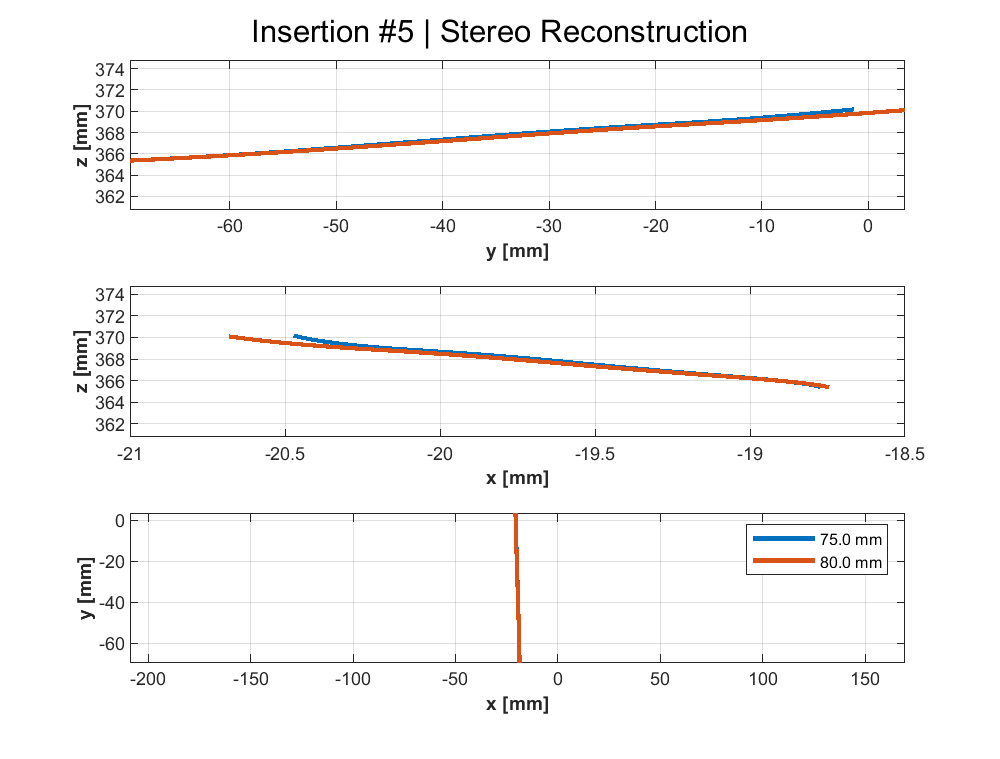 Insertion #5 | Stereo Reconstruction
374
372
370
368
366
364
362
z [mm]
-60 -50 -40 -30 -20 -10 0
y [mm]
374
372
370
368
366
364
362
z [mm]
-21 -20.5 -20 -19.5 -19 -18.5
x [mm]
0
-20
-40
-60
y [mm]
75.0 mm
80.0 mm
-200 -150 -100 -50 0 50 100 150
x [mm]